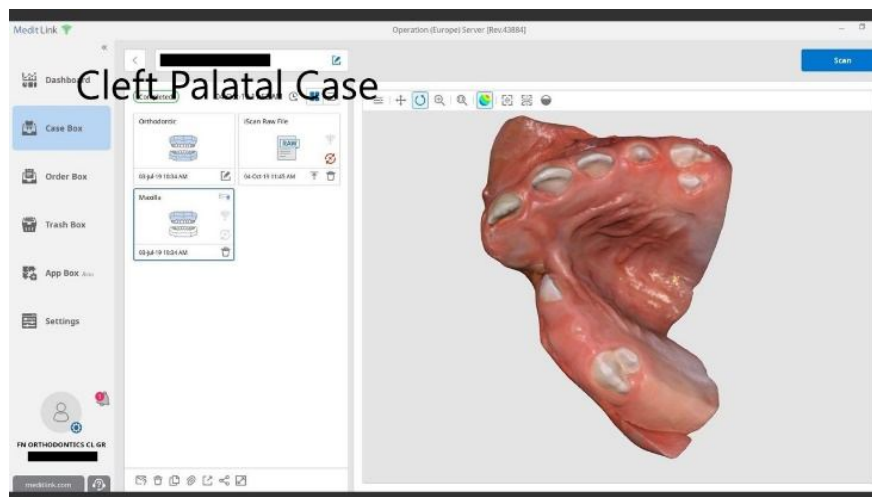 Medit Link
Operation (Europe) Server [Rev.43884]
Scan
Cleft Palatal Case
Dashboard
Case Box
Order Box
Trash Box
App Box
Settings
Completed
Orthodontic
03-Jul-19 10:34 AM
iScan Raw File
RAW
04-Oct-19 11:45 AM
Maxilla
03-Jul-19 10:34 AM
1
FN ORTHODONTICS CL GR
meditlink.com